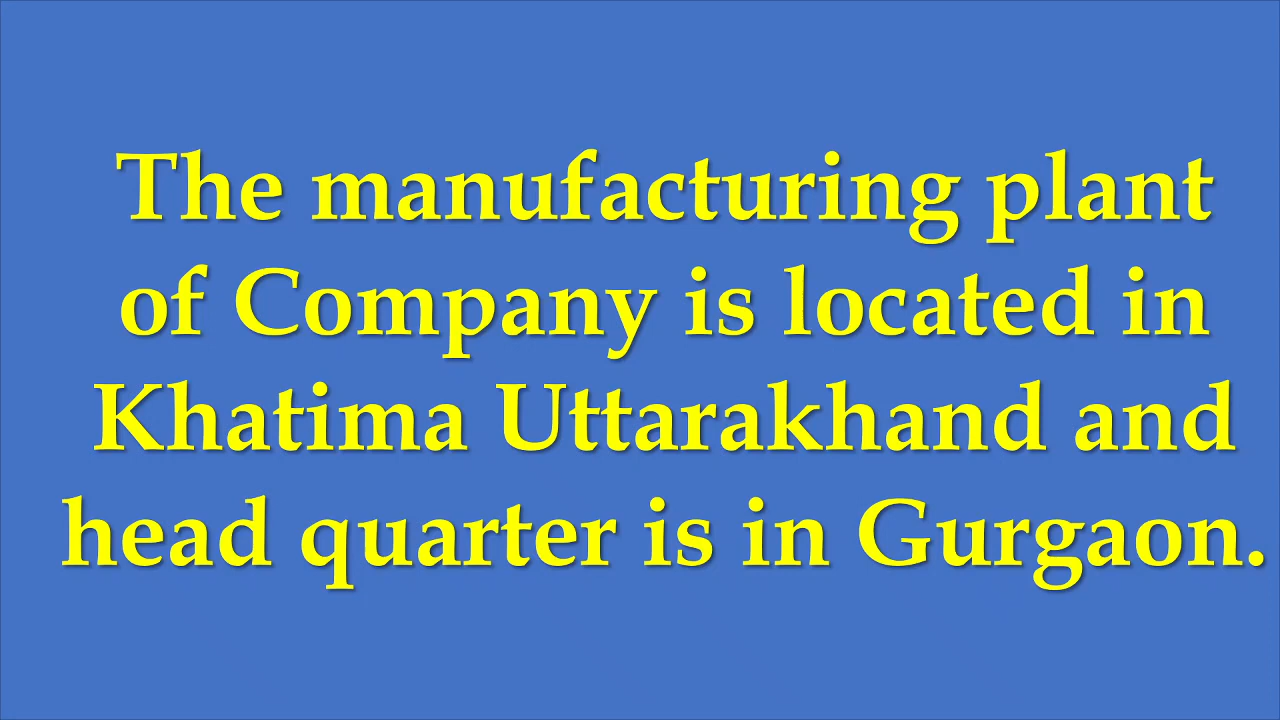 The manufacturing plant
of Company is located in
Khatima Uttarakhand and
head quarter is in Gurgaon.